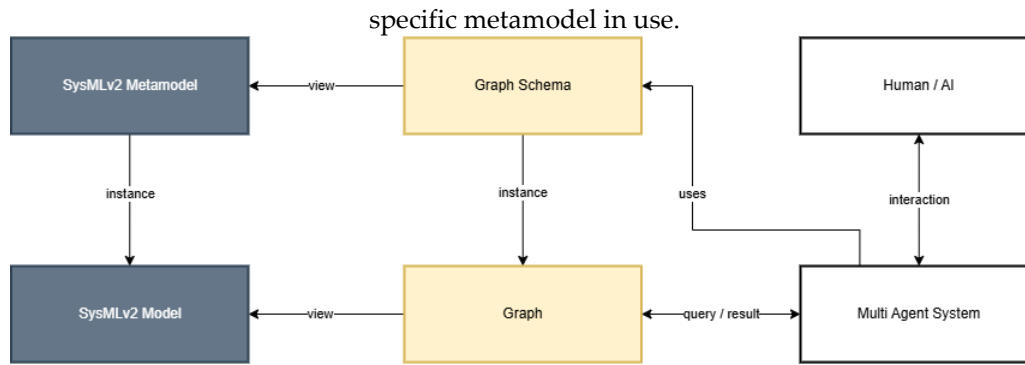 specific metamodel in use.
SysMLv2 Metamodel
view
Graph Schema
Human / AI
instance
instance
uses
interaction
SysMLv2 Model
view
Graph
query / result
Multi Agent System